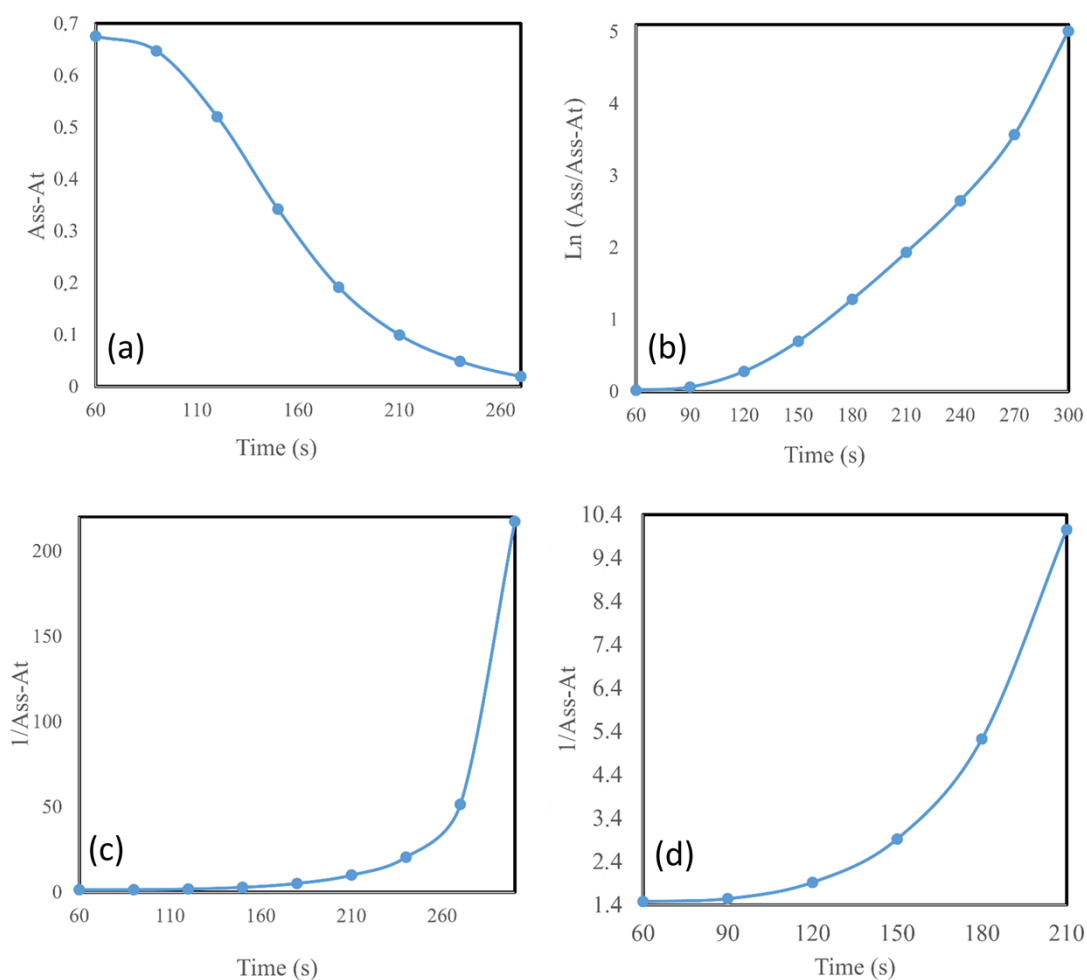 0.7
0.6
0.5
0.4
0.3
0.2
0.1
0
Ass-At
(a)
60 110 160 210 260
Time (s)
5
4
3
2
1
0
Ln (Ass/Ass-At)
(b)
60 90 120 150 180 210 240 270 300
Time (s)
200
150
100
50
0
1/Ass-At
(c)
60 110 160 210 260
Time (s)
10.4
9.4
8.4
7.4
6.4
5.4
4.4
3.4
2.4
1.4
1/Ass-At
(d)
60 90 120 150 180 210
Time (s)